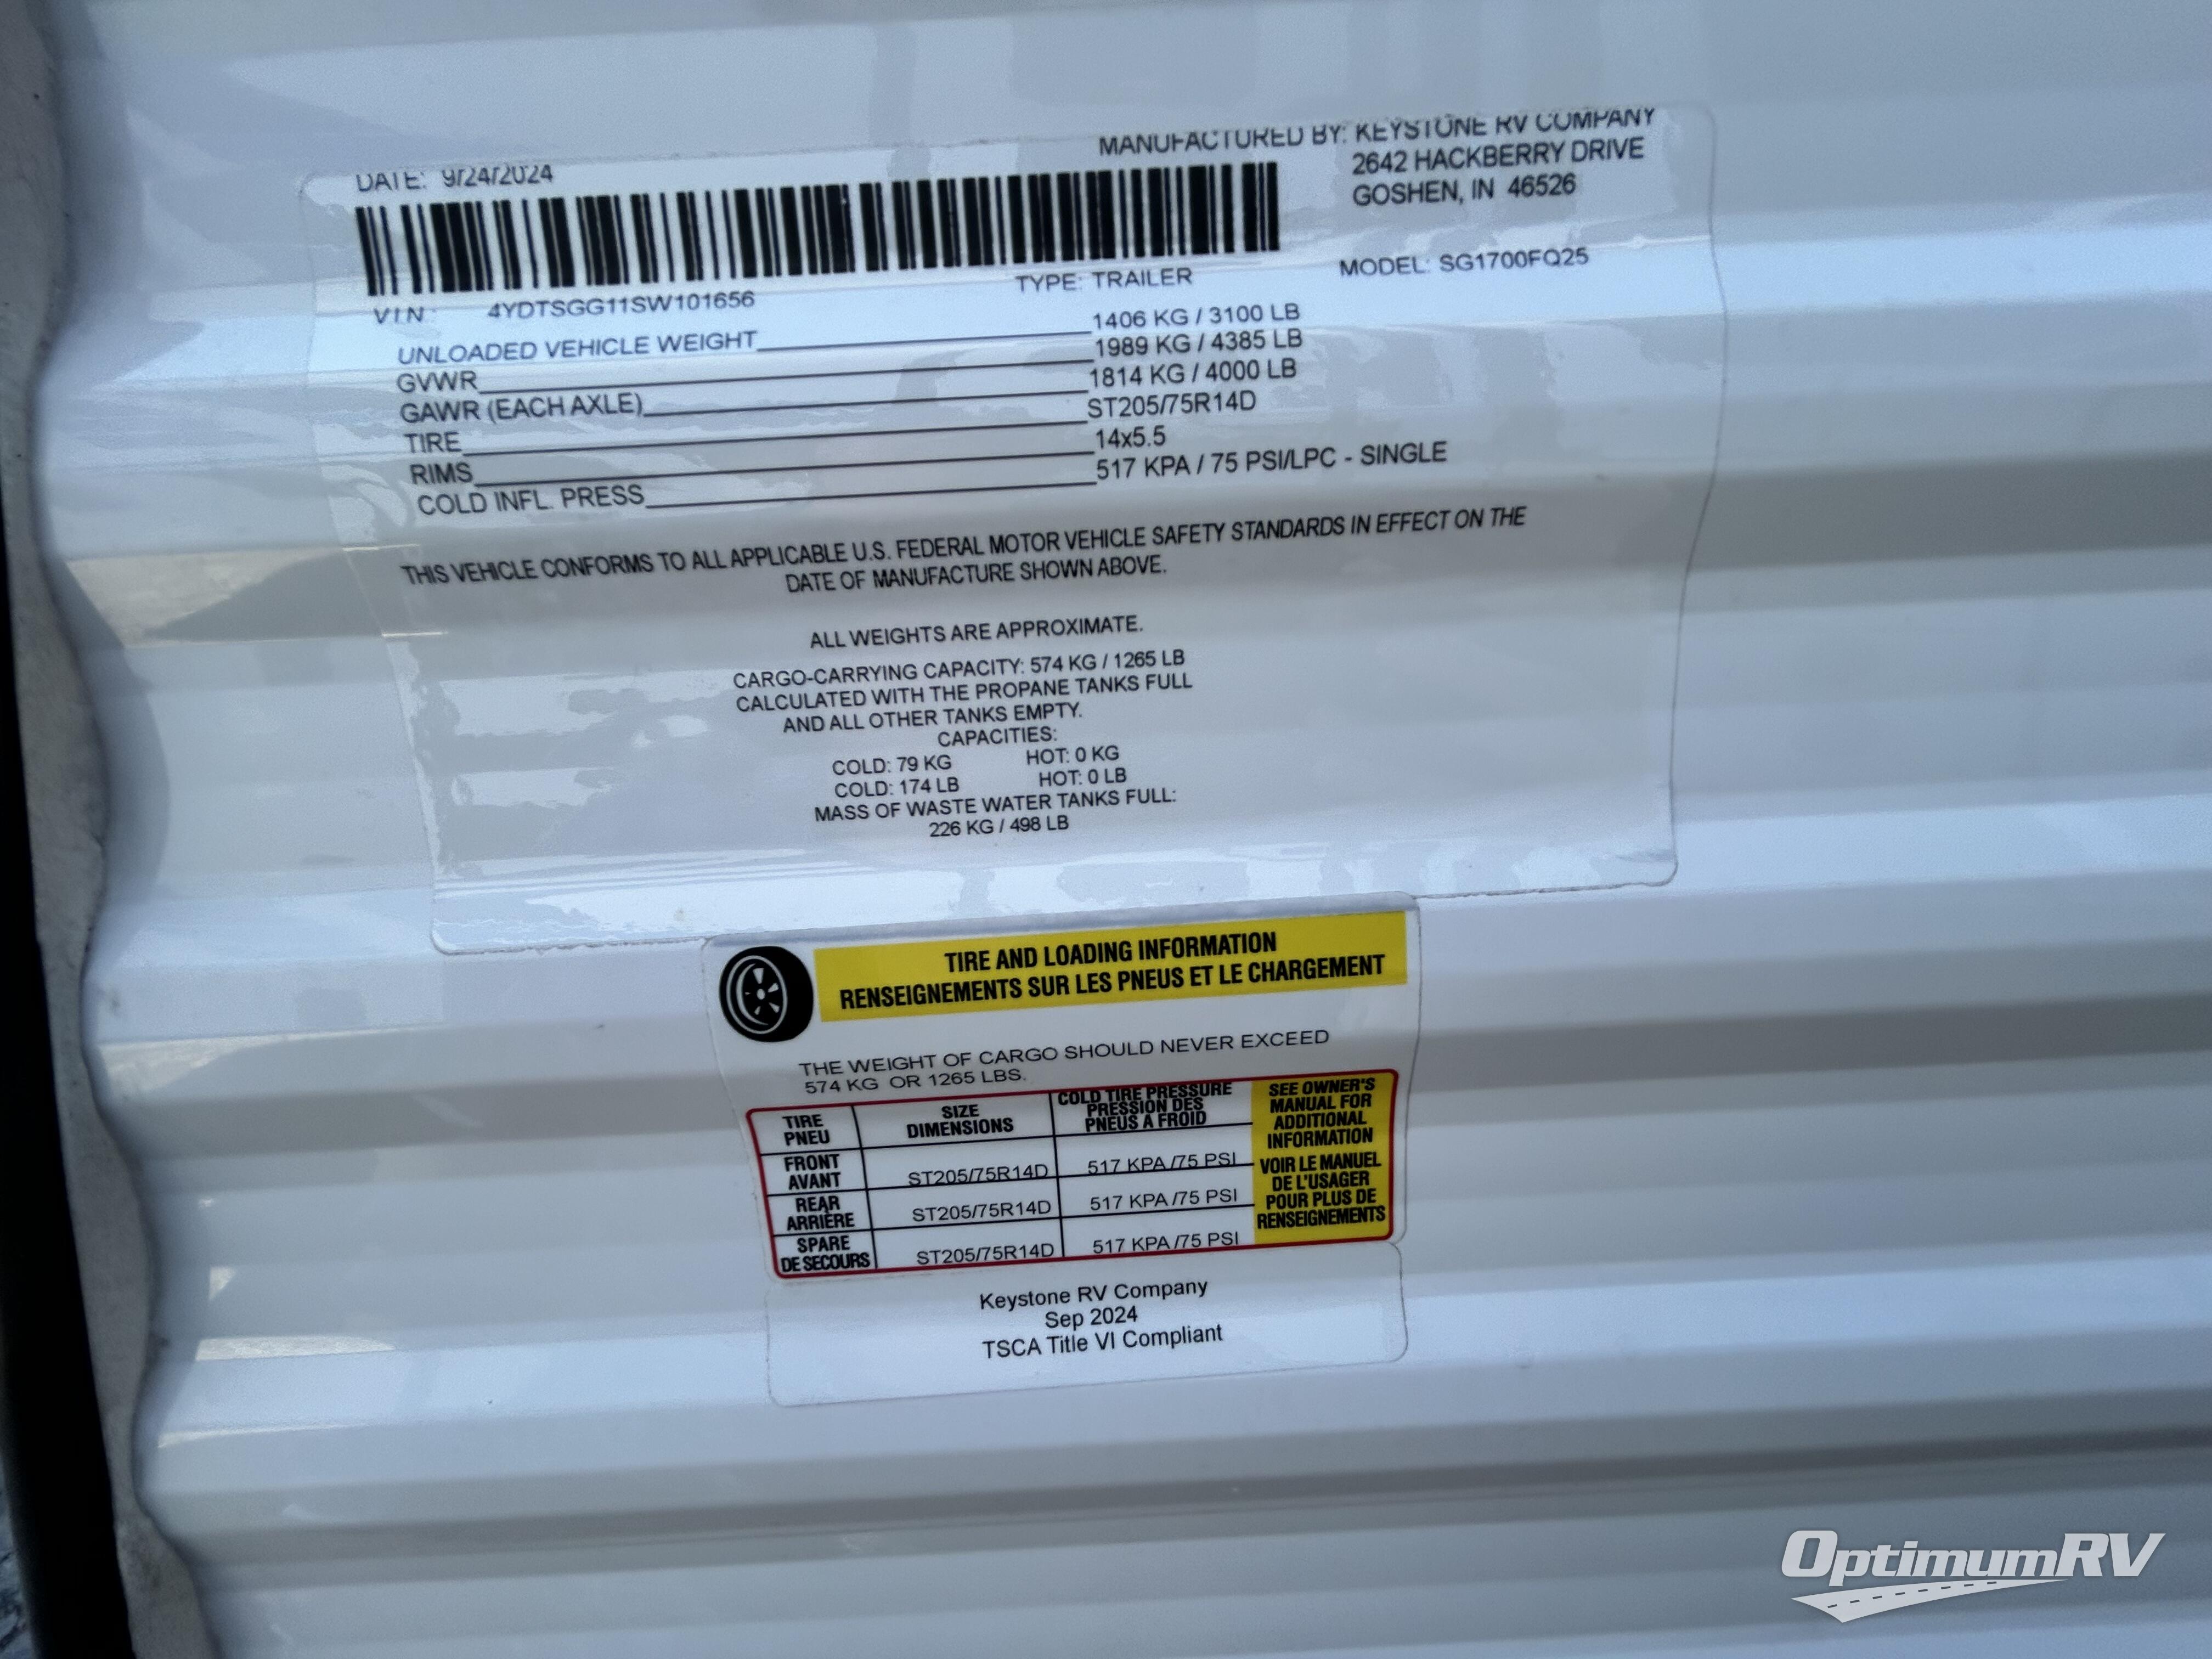 MANUFACTURED BY: KEYSTONE RV COMPANY
2642 HACKBERRY DRIVE
GOSHEN, IN 46526
DATE: 9/24/2024
TYPE: TRAILER
MODEL: SG1700FQ25
VIN: 4YDTSGG11SW101656
UNLOADED VEHICLE WEIGHT 1406 KG / 3100 LB
GVWR 1989 KG / 4385 LB
GAWR (EACH AXLE) 1814 KG / 4000 LB
TIRE ST205/75R14D
RIMS 14x5.5
COLD INFL. PRESS 517 KPA / 75 PSI/LPC - SINGLE
THIS VEHICLE CONFORMS TO ALL APPLICABLE U.S. FEDERAL MOTOR VEHICLE SAFETY STANDARDS IN EFFECT ON THE
DATE OF MANUFACTURE SHOWN ABOVE.
ALL WEIGHTS ARE APPROXIMATE.
CARGO-CARRYING CAPACITY: 574 KG / 1265 LB
CALCULATED WITH THE PROPANE TANKS FULL
AND ALL OTHER TANKS EMPTY.
CAPACITIES:
COLD: 79 KG HOT: 0 KG
COLD: 174 LB HOT: 0 LB
MASS OF WASTE WATER TANKS FULL:
226 KG / 498 LB
TIRE AND LOADING INFORMATION
RENSEIGNEMENTS SUR LES PNEUS ET LE CHARGEMENT
THE WEIGHT OF CARGO SHOULD NEVER EXCEED
574 KG OR 1265 LBS.
TIRE
PNEU
SIZE
DIMENSIONS
COLD TIRE PRESSURE
PRESSION DES
PNEUS A FROID
FRONT
AVANT
ST205/75R14D
517 KPA /75 PSI
REAR
ARRIÈRE
ST205/75R14D
517 KPA /75 PSI
SPARE
DE SECOURS
ST205/75R14D
517 KPA /75 PSI
SEE OWNER'S
MANUAL FOR
ADDITIONAL
INFORMATION
VOIR LE MANUEL
DE L'USAGER
POUR PLUS DE
RENSEIGNEMENTS
Keystone RV Company
Sep 2024
TSCA Title VI Compliant
OptimumRV